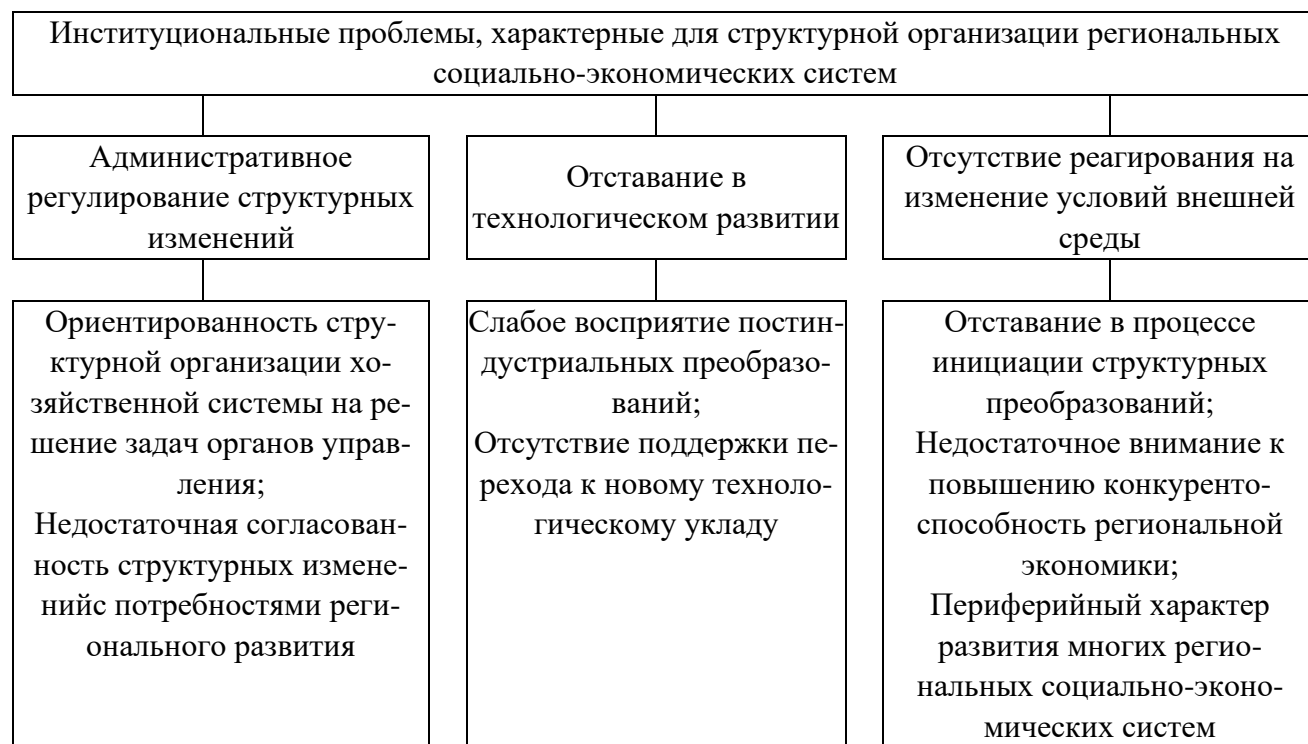 Институциональные проблемы, характерные для структурной организации региональных
социально-экономических систем
Административное
регулирование структурных
изменений
Отставание в
технологическом развитии
Отсутствие реагирования на
изменение условий внешней
среды
Ориентированность стру-
ктурной организации хо-
зяйственной системы на ре-
шение задач органов управ-
ления;
Недостаточная согласован-
ность структурных измене-
нийс потребностями реги-
онального развития
Слабое восприятие постин-
дустриальных преобразо-
ваний;
Отсутствие поддержки пе-
рехода к новому техноло-
гическому укладу
Отставание в процессе
инициации структурных
преобразований;
Недостаточное внимание к
повышению конкуренто-
способность региональной
экономики;
Периферийный характер
развития многих регио-
нальных социально-эконо-
мических систем